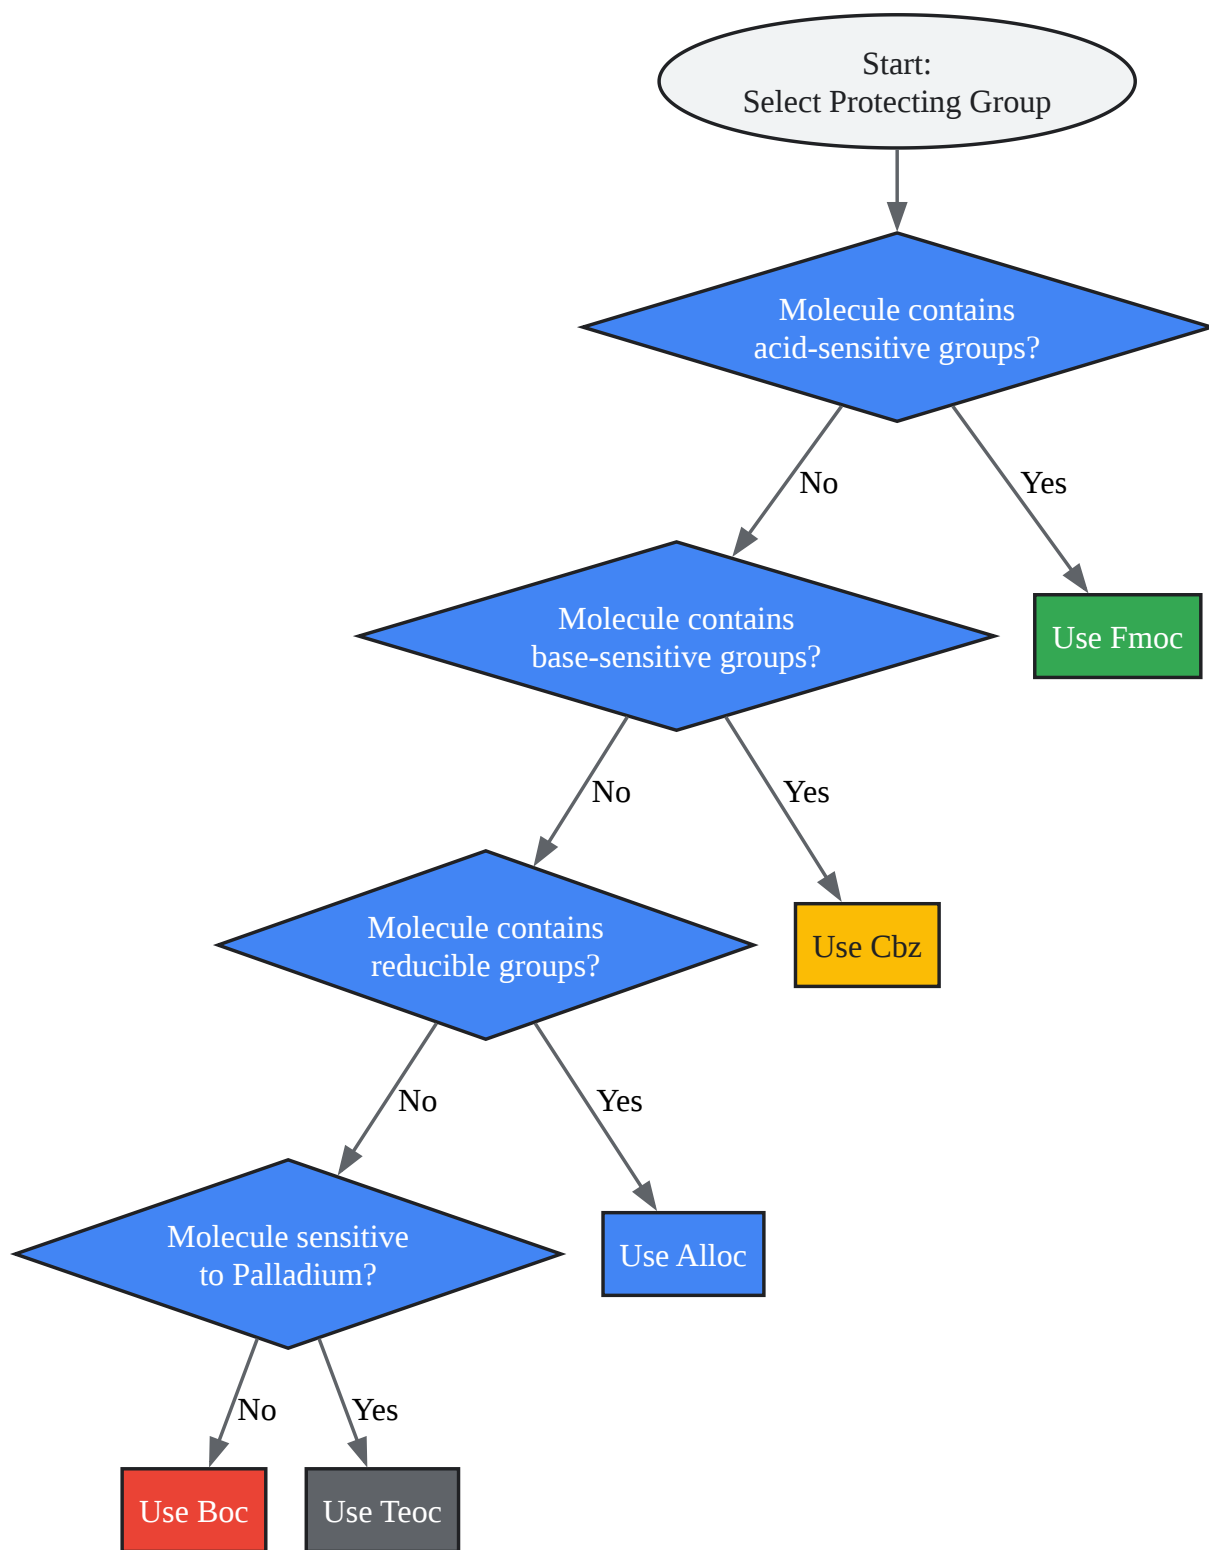 Start:
Select Protecting Group
Molecule contains
acid-sensitive groups?
No
Yes
Molecule contains
base-sensitive groups?
Use Fmoc
No
Yes
Molecule contains
reducible groups?
Use Cbz
No
Yes
Molecule sensitive
to Palladium?
Use Alloc
No
Yes
Use Boc
Use Teoc